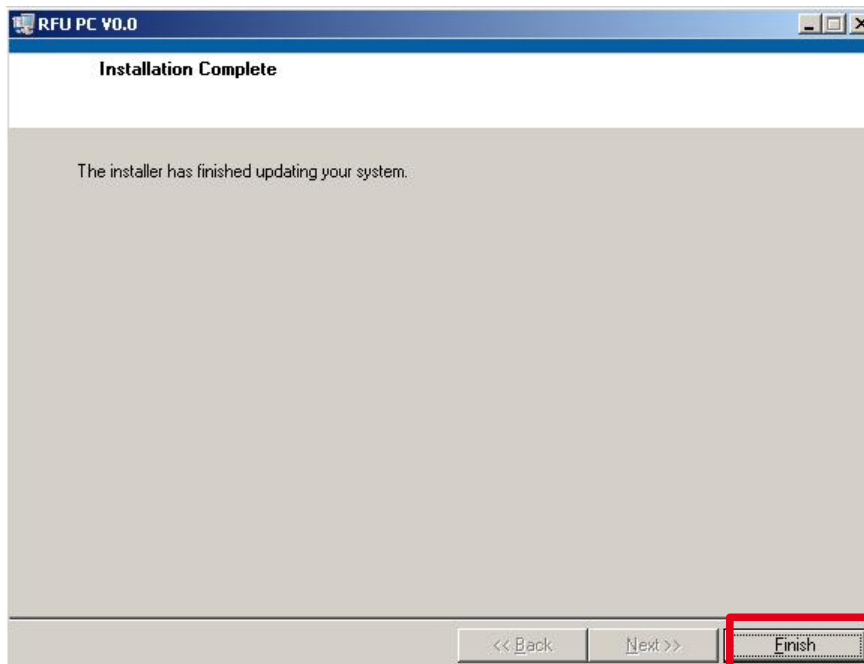 RFU PC V0.0
Installation Complete
The installer has finished updating your system.
<< Back Next >> Finish